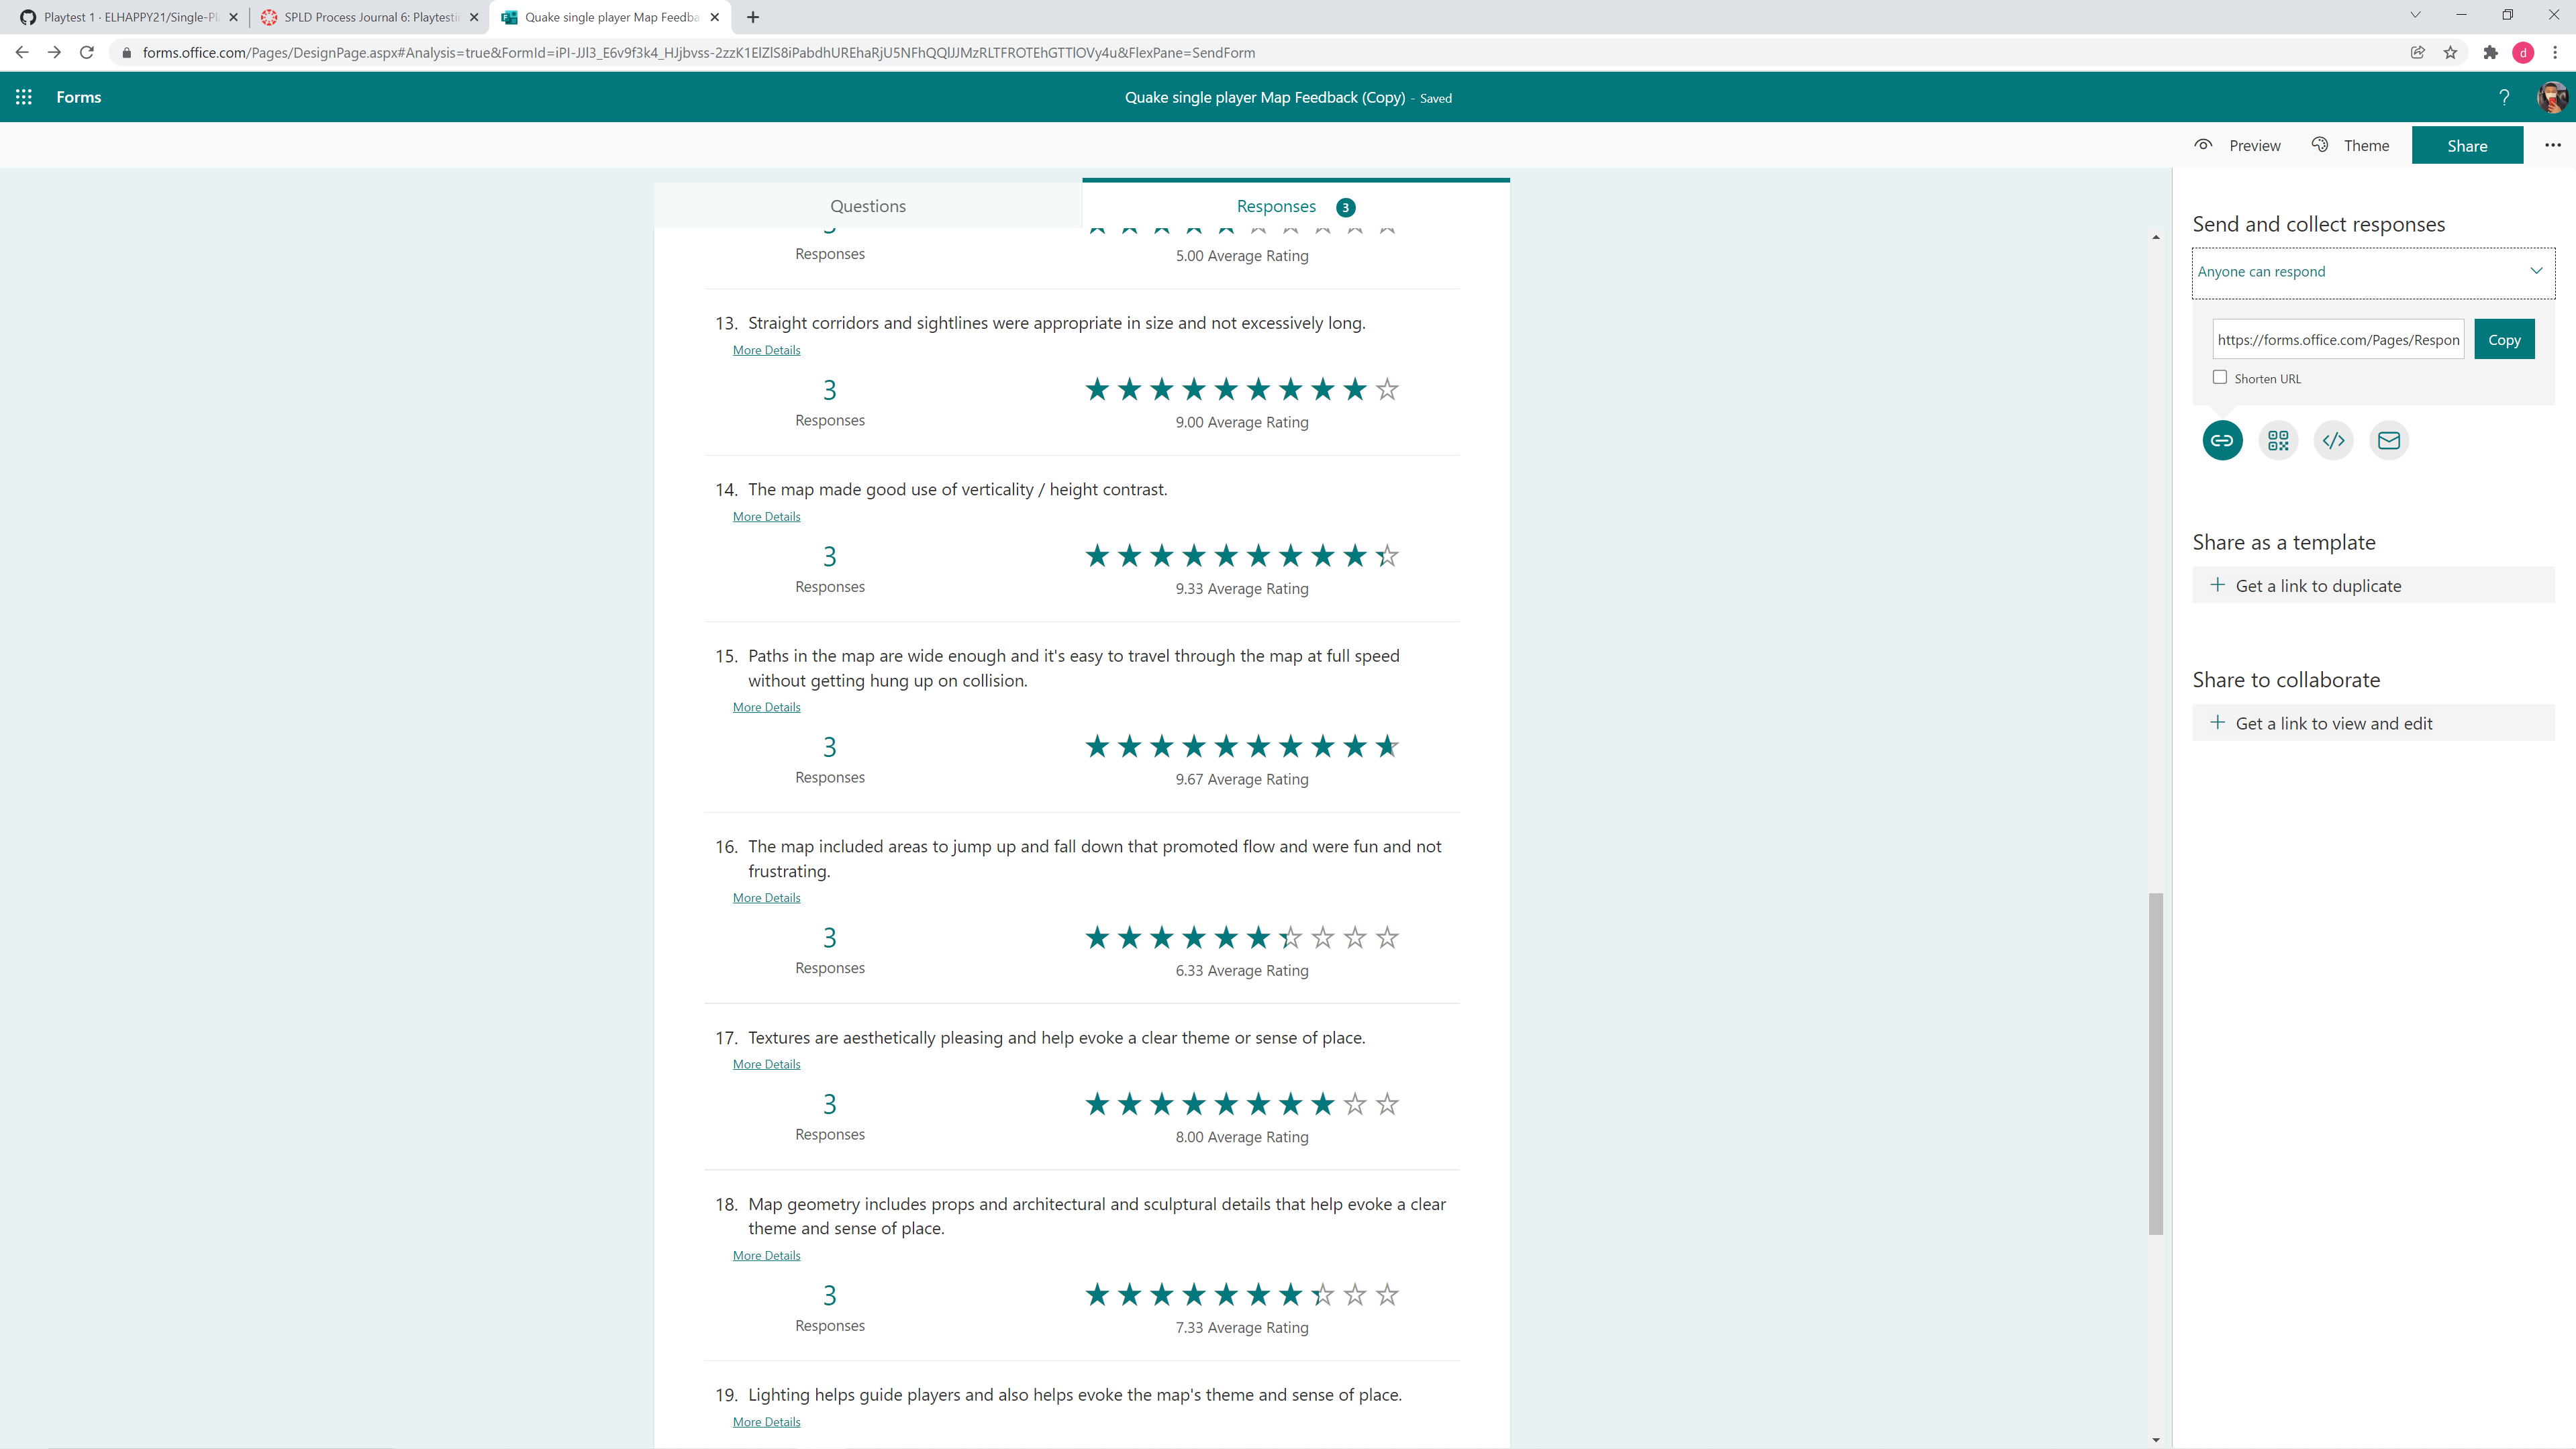 Playtest 1 · ELHAPPY21/Single-Pl
SPLD Process Journal 6: Playtesti
Quake single player Map Feedba
forms.office.com/Pages/DesignPage.aspx#Analysis=true&FormId=iPI-JJl3_E6v9f3k4_HJjbvss-2zzK1ElZlS8iPabdhUREhaRjU5NFhQQlJJMzRLTFROTEhGTTlOVy4u&FlexPane=SendForm
d
Forms
Quake single player Map Feedback (Copy) - Saved
?
Preview
Theme
Share
Questions
Responses 3
Responses
5.00 Average Rating
13. Straight corridors and sightlines were appropriate in size and not excessively long.
More Details
3
Responses
9.00 Average Rating
14. The map made good use of verticality / height contrast.
More Details
3
Responses
9.33 Average Rating
15. Paths in the map are wide enough and it's easy to travel through the map at full speed
without getting hung up on collision.
More Details
3
Responses
9.67 Average Rating
16. The map included areas to jump up and fall down that promoted flow and were fun and not
frustrating.
More Details
3
Responses
6.33 Average Rating
17. Textures are aesthetically pleasing and help evoke a clear theme or sense of place.
More Details
3
Responses
8.00 Average Rating
18. Map geometry includes props and architectural and sculptural details that help evoke a clear
theme and sense of place.
More Details
3
Responses
7.33 Average Rating
19. Lighting helps guide players and also helps evoke the map's theme and sense of place.
More Details
Send and collect responses
Anyone can respond
https://forms.office.com/Pages/Respon
Copy
Shorten URL
Share as a template
Get a link to duplicate
Share to collaborate
Get a link to view and edit